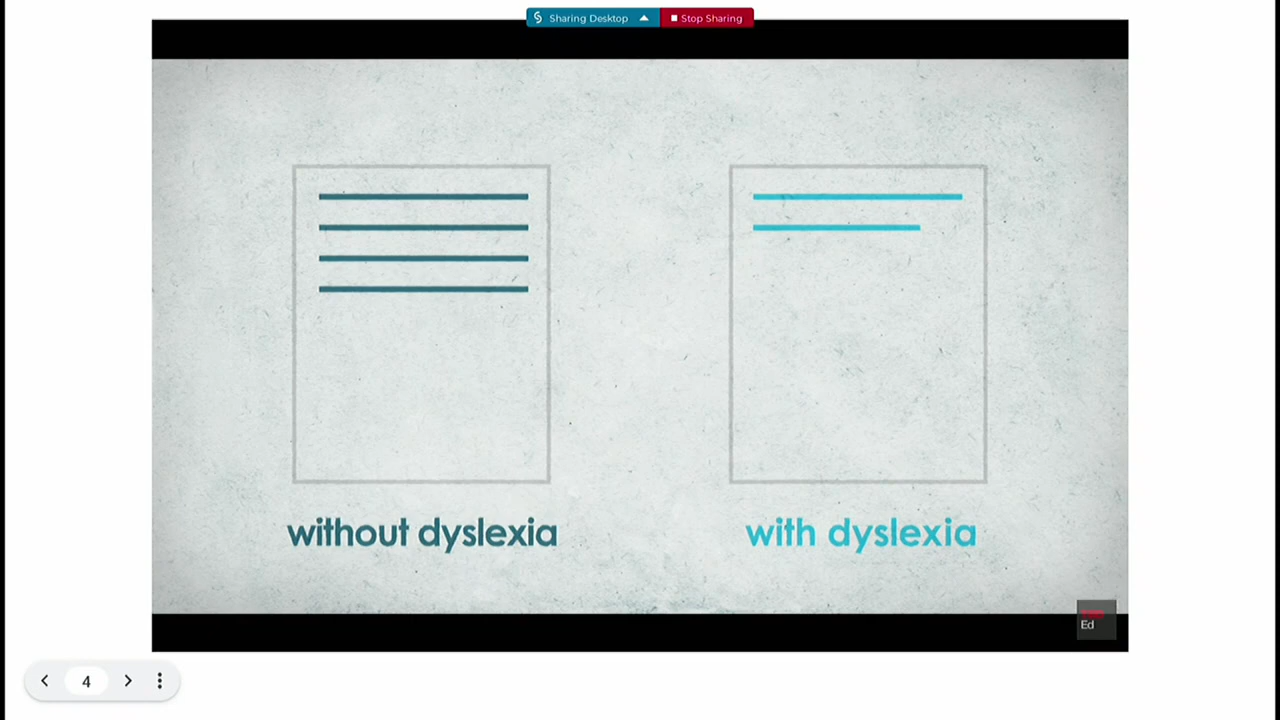 Sharing Desktop
Stop Sharing
without dyslexia
with dyslexia
Ed
4